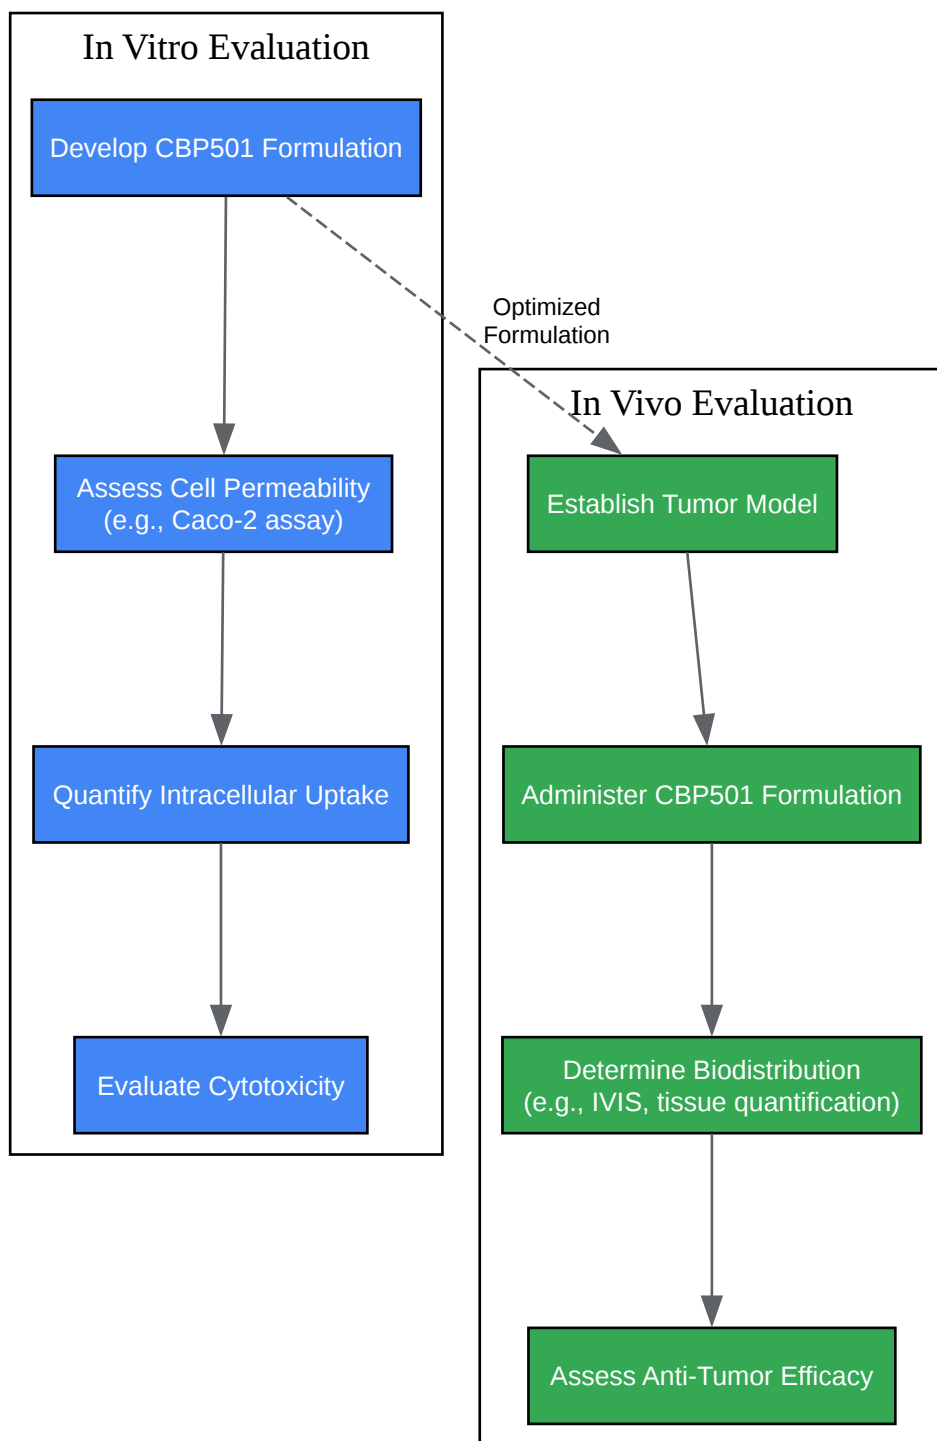 In Vitro Evaluation
Develop CBP501 Formulation
Optimized
Formulation
In Vivo Evaluation
Assess Cell Permeability
(e.g., Caco-2 assay)
Establish Tumor Model
Quantify Intracellular Uptake
Administer CBP501 Formulation
Evaluate Cytotoxicity
Determine Biodistribution
(e.g., IVIS, tissue quantification)
Assess Anti-Tumor Efficacy